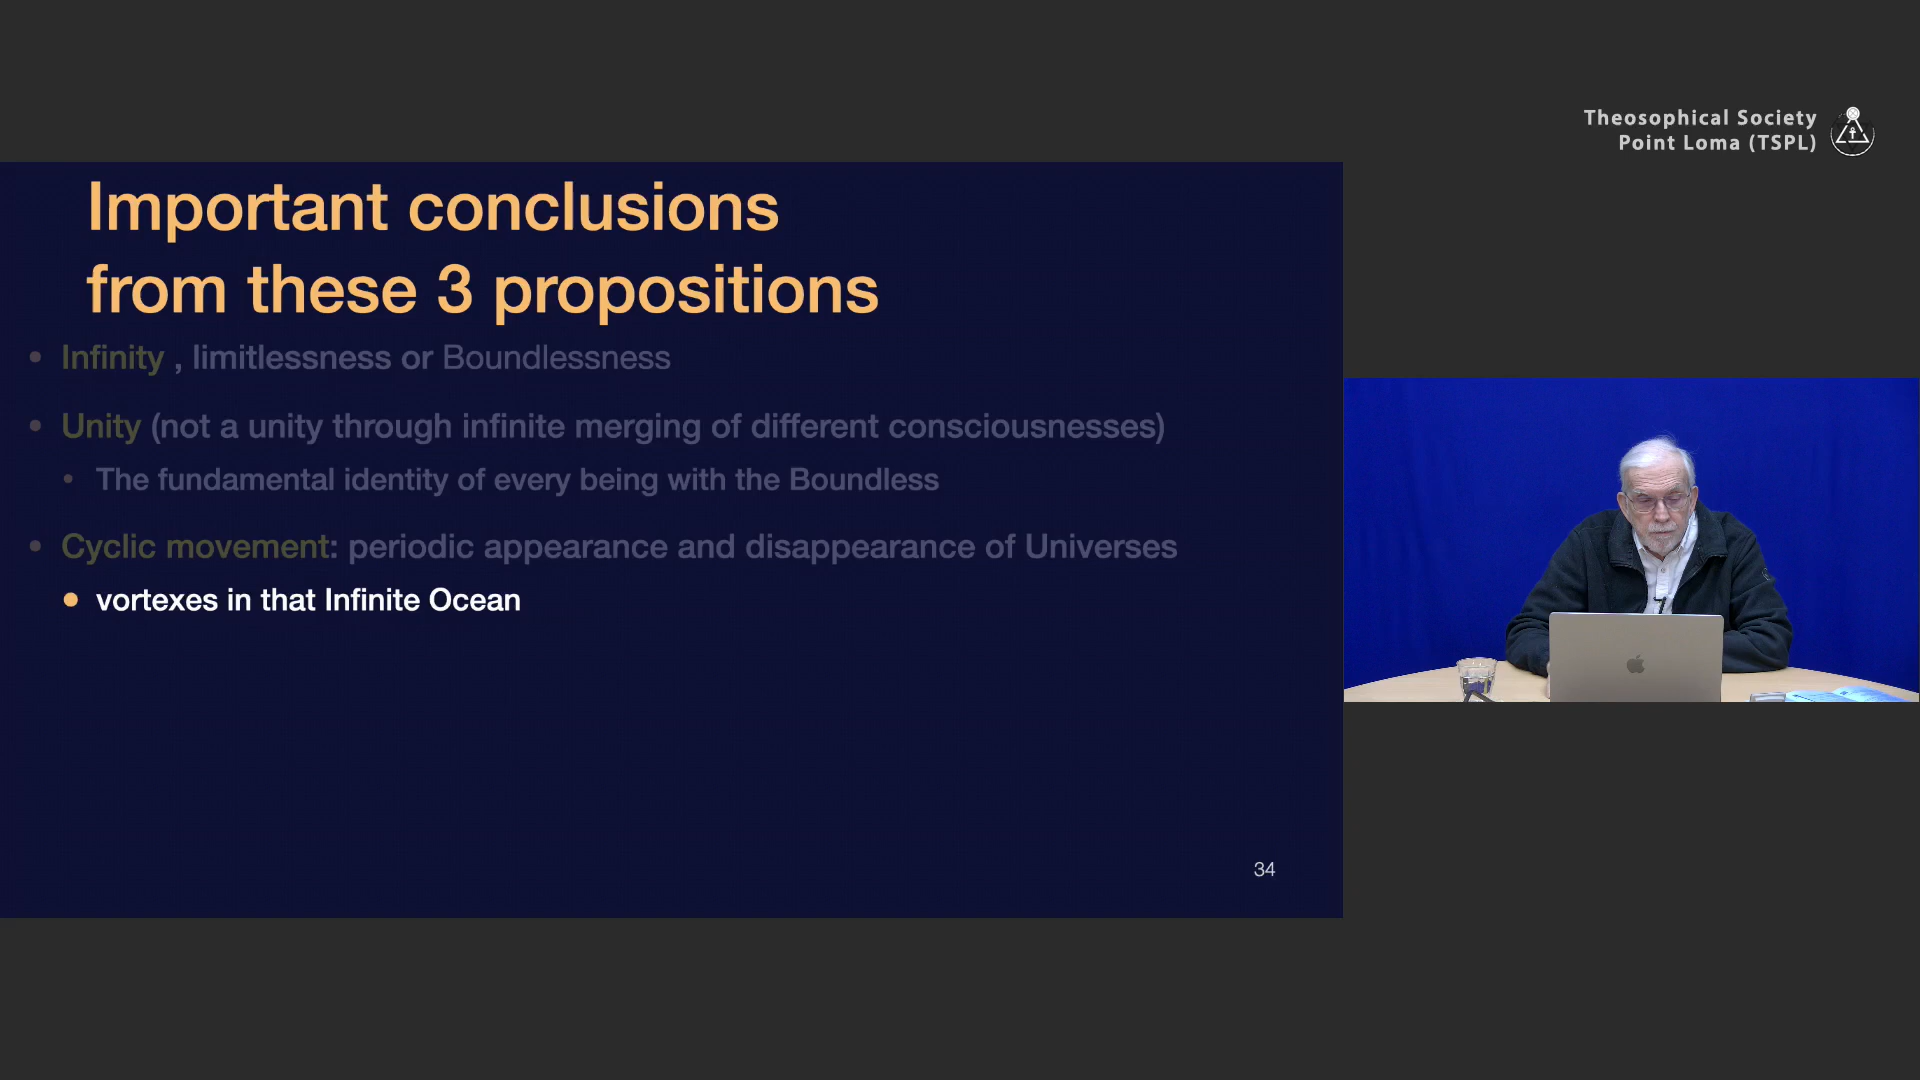 Theosophical Society
Point Loma (TSPL)
Important conclusions
from these 3 propositions
• Infinity , limitlessness or Boundlessness
• Unity (not a unity through infinite merging of different consciousnesses)
• The fundamental identity of every being with the Boundless
• Cyclic movement: periodic appearance and disappearance of Universes
• vortexes in that Infinite Ocean
34